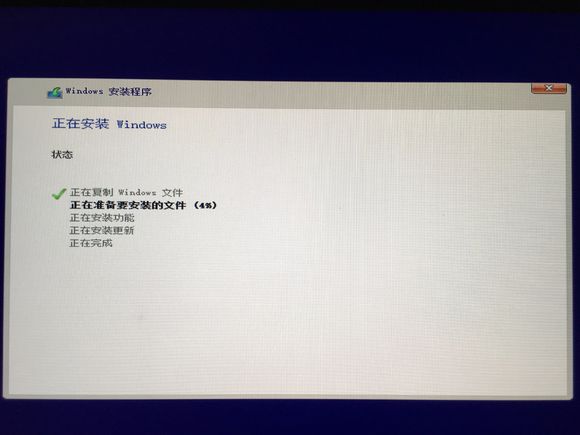 Windows 安装程序
正在安装 Windows
状态
正在复制 Windows 文件
正在准备要安装的文件 (4%)
正在安装功能
正在安装更新
正在完成